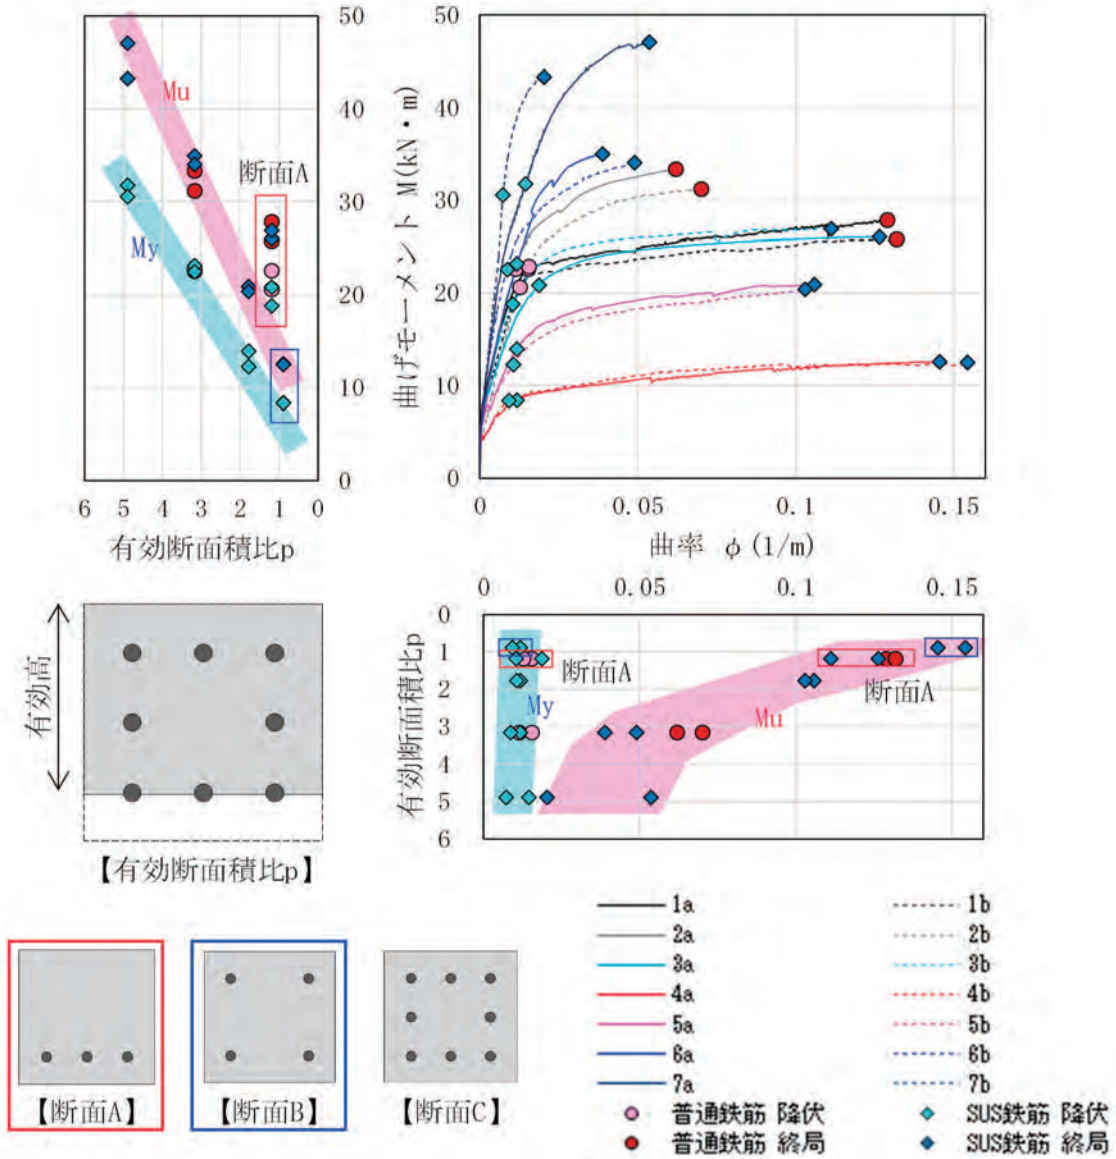 50
40
30
20
10
0
Mu
断面A
My
6 5 4 3 2 1 0
有効断面積比p
曲げモーメント M(kN・m)
50
40
30
20
10
0
0 0.05 0.1 0.15
曲率 φ (1/m)
有効高
【有効断面積比p】
0 0.05 0.1 0.15
有効断面積比p
0
1
2
3
4
5
6
断面A
My
断面A
Mu
【断面A】
【断面B】
【断面C】
1a 1b
2a 2b
3a 3b
4a 4b
5a 5b
6a 6b
7a 7b
普通鉄筋 降伏 SUS鉄筋 降伏
普通鉄筋 終局 SUS鉄筋 終局